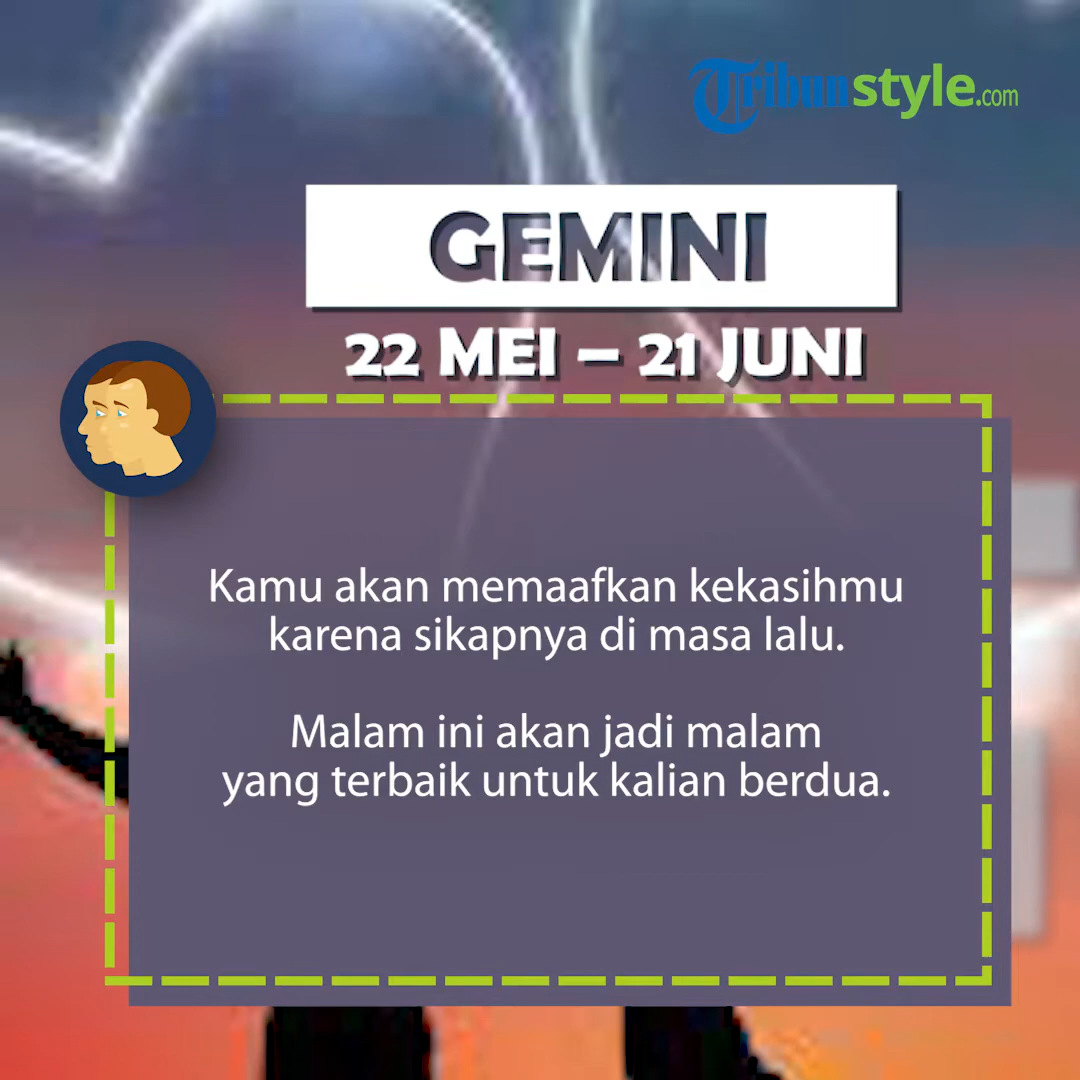 Tribunstyle.com
GEMINI
22 MEI – 21 JUNI
Kamu akan memaafkan kekasihmu
karena sikapnya di masa lalu.
Malam ini akan jadi malam
yang terbaik untuk kalian berdua.